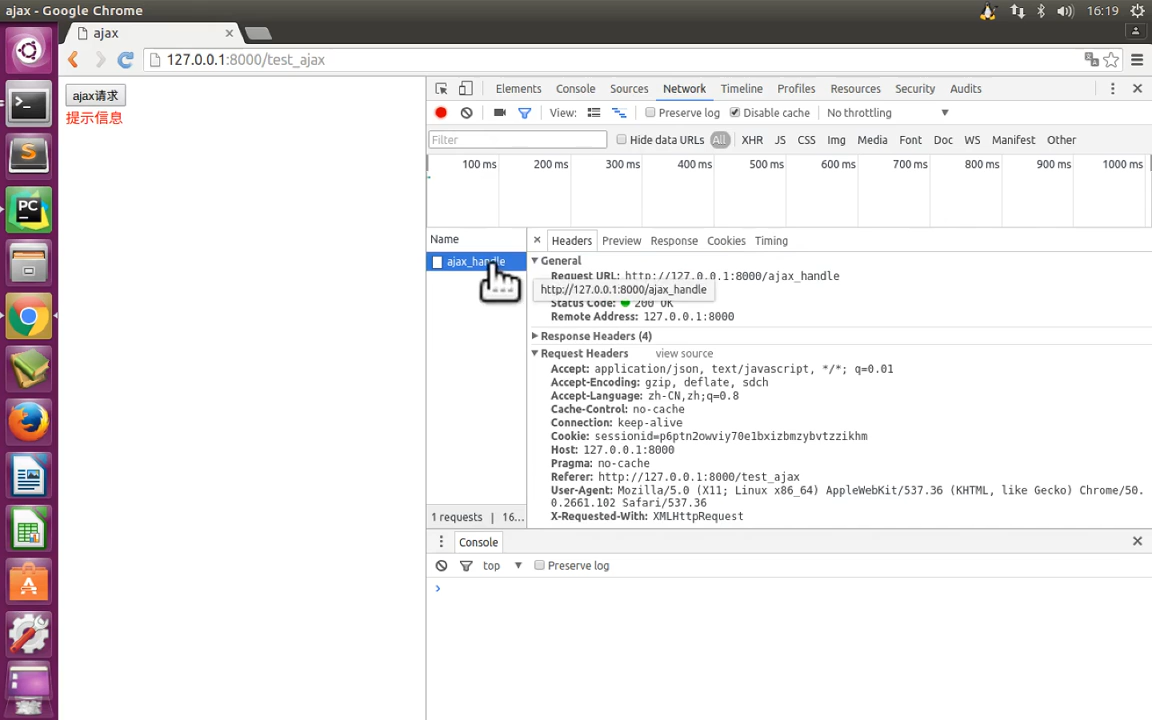 ajax - Google Chrome
16:19
ajax
127.0.0.1:8000/test_ajax
ajax请求
提示信息
Elements Console Sources Network Timeline Profiles Resources Security Audits
View: Preserve log Disable cache No throttling
Filter Hide data URLs All XHR JS CSS Img Media Font Doc WS Manifest Other
100 ms 200 ms 300 ms 400 ms 500 ms 600 ms 700 ms 800 ms 900 ms 1000 ms
Name Headers Preview Response Cookies Timing
ajax_handle
General
Request URL: http://127.0.0.1:8000/ajax_handle
http://127.0.0.1:8000/ajax_handle
Status Code: 200 OK
Remote Address: 127.0.0.1:8000
Response Headers (4)
Request Headers view source
Accept: application/json, text/javascript, */*; q=0.01
Accept-Encoding: gzip, deflate, sdch
Accept-Language: zh-CN,zh;q=0.8
Cache-Control: no-cache
Connection: keep-alive
Cookie: sessionid=p6ptn2owviy70e1bxizbmzybvtzzikhm
Host: 127.0.0.1:8000
Pragma: no-cache
Referer: http://127.0.0.1:8000/test_ajax
User-Agent: Mozilla/5.0 (X11; Linux x86_64) AppleWebKit/537.36 (KHTML, like Gecko) Chrome/50.
0.2661.102 Safari/537.36
X-Requested-With: XMLHttpRequest
1 requests | 16...
Console
top Preserve log